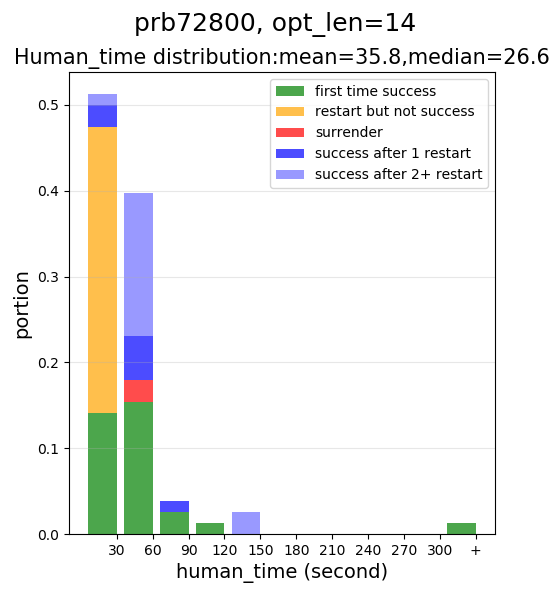 prb72800, opt_len=14
Human_time distribution:mean=35.8,median=26.6
first time success
restart but not success
surrender
success after 1 restart
success after 2+ restart
portion
0.5
0.4
0.3
0.2
0.1
0.0
30 60 90 120 150 180 210 240 270 300 +
human_time (second)